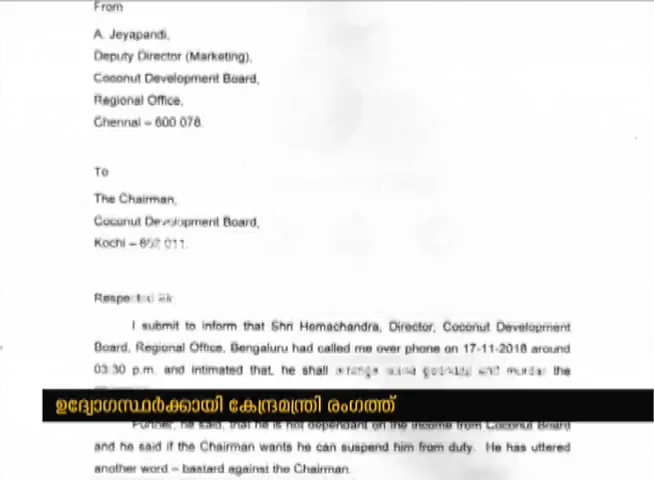 From
A. Jeyapandi,
Deputy Director (Marketing),
Coconut Development Board,
Regional Office,
Chennai – 600 078.
To
The Chairman,
Coconut Development Board,
Kochi – 011.
I submit to inform that Shri Hemachandra, Director, Coconut Development
Board, Regional Office, Bengaluru had called me over phone on 17-11-2018 around
03:30 p.m. and intimated that, he shall and the
ഉദ്യോഗസ്ഥർക്കായി കേന്ദ്രമന്ത്രി രംഗത്ത്
Further, he said, that he is not dependant on the income from Coconut Board
and he said if the Chairman wants he can suspend him from duty. He has uttered
another word – bastard against the Chairman.